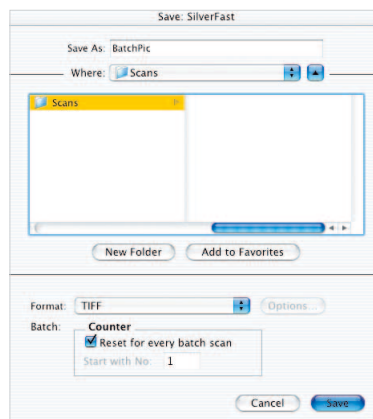 Save: SilverFast
Save As: BatchPic
Where: Scans
Scans
New Folder Add to Favorites
Format: TIFF Options...
Batch: Counter
Reset for every batch scan
Start with No: 1
Cancel Save